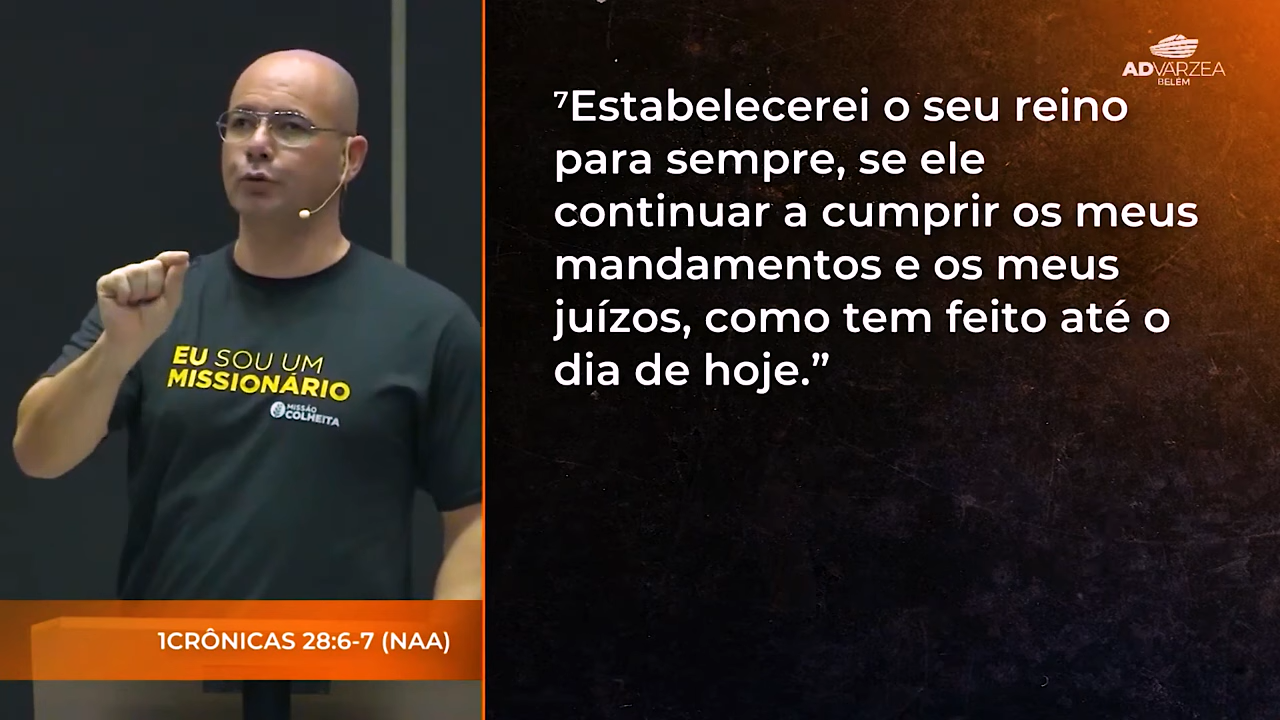 EU SOU UM
MISSIONÁRIO
MISSÃO
COLHEITA
1CRÔNICAS 28:6-7 (NAA)
ADVÁRZEA
BELÉM
⁷Estabelecerei o seu reino
para sempre, se ele
continuar a cumprir os meus
mandamentos e os meus
juízos, como tem feito até o
dia de hoje.”